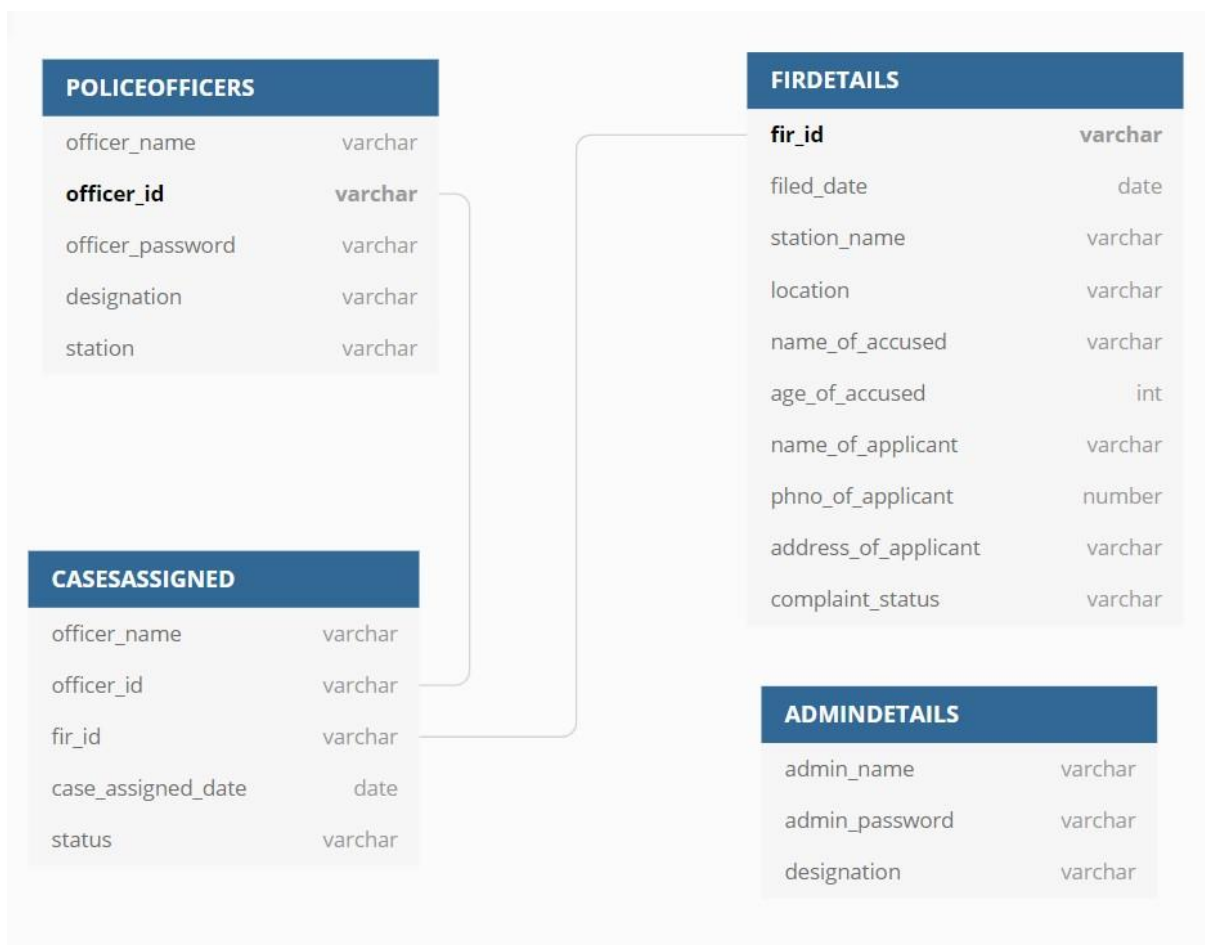 POLICEOFFICERS
officer_name varchar
officer_id varchar
officer_password varchar
designation varchar
station varchar
FIRDETAILS
fir_id varchar
filed_date date
station_name varchar
location varchar
name_of_accused varchar
age_of_accused int
name_of_applicant varchar
phno_of_applicant number
address_of_applicant varchar
complaint_status varchar
CASESASSIGNED
officer_name varchar
officer_id varchar
fir_id varchar
case_assigned_date date
status varchar
ADMINDETAILS
admin_name varchar
admin_password varchar
designation varchar